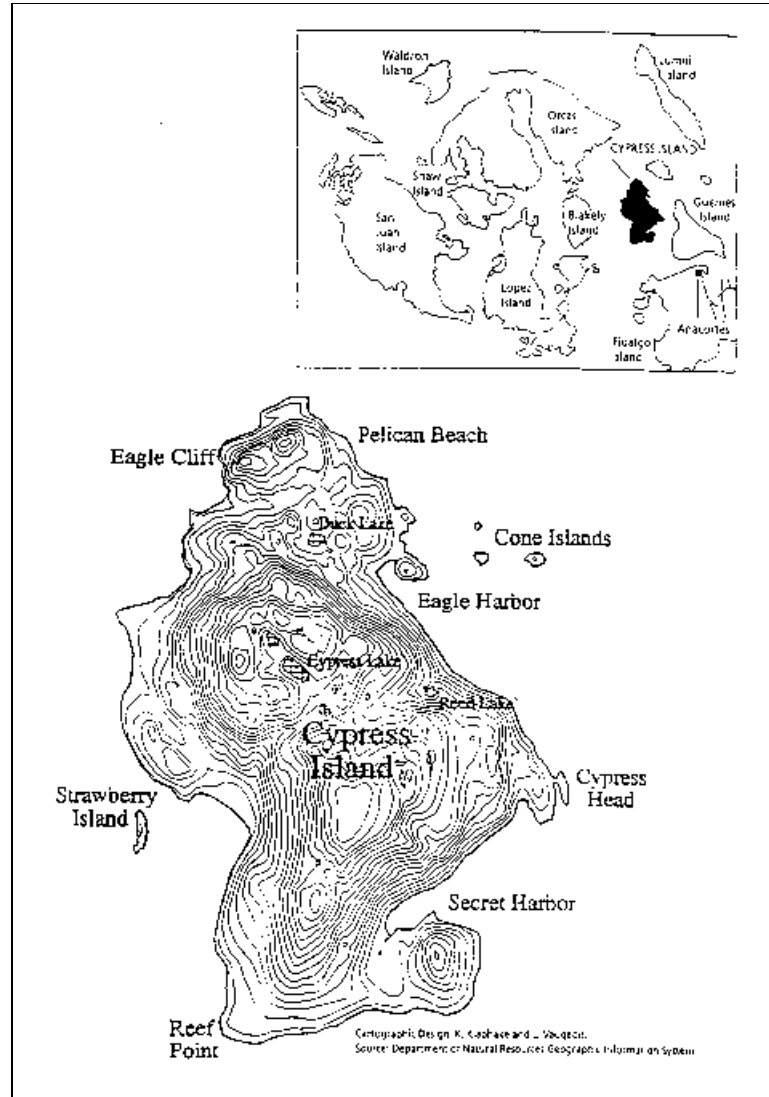 Waldron
Island
Island
Orcas
Island
CYPRESS ISLAND
Shaw
Island
San
Juan
Island
Blakely
Island
Guemes
Island
Lopez
Island
Fidalgo
Island
Anacortes
Pelican Beach
Eagle Cliff
Duck Lake
Cone Islands
Eagle Harbor
Cypress Lake
Reed Lake
Cypress
Island
Cypress
Head
Strawberry
Island
Secret Harbor
Reef
Point
Cartographic Design: K. and J.
Source: Department of Natural Resources Geographic Information System